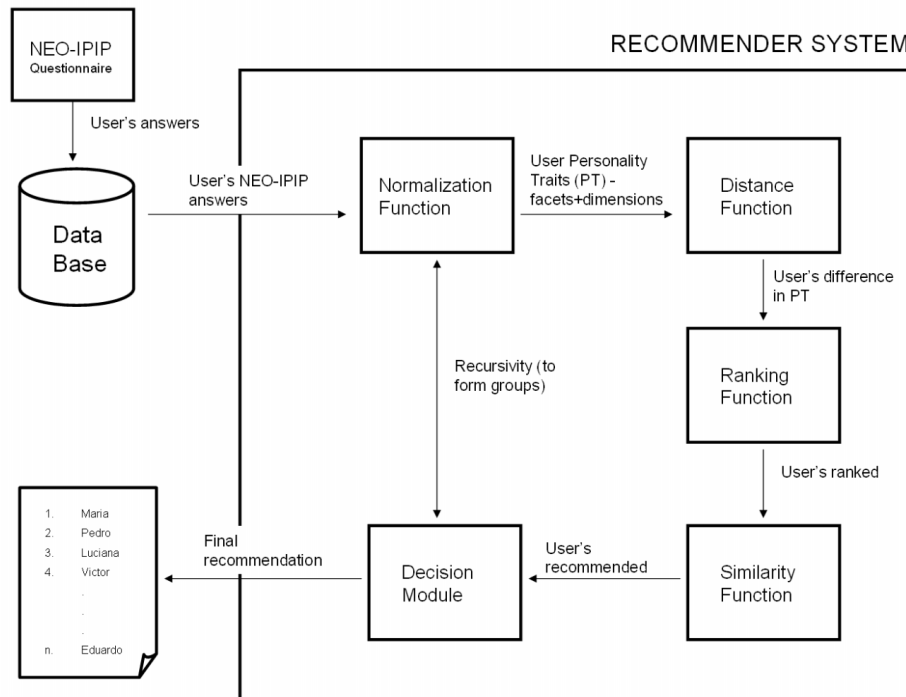 NEO-IPIP
Questionnaire
RECOMMENDER SYSTEM
User's answers
Data
Base
User's NEO-IPIP
answers
Normalization
Function
User Personality
Traits (PT) -
facets+dimensions
Distance
Function
User's difference
in PT
Recursivity (to
form groups)
Ranking
Function
User's ranked
Similarity
Function
User's
recommended
Decision
Module
Final
recommendation
1. Maria
2. Pedro
3. Luciana
4. Victor
.
.
.
n. Eduardo